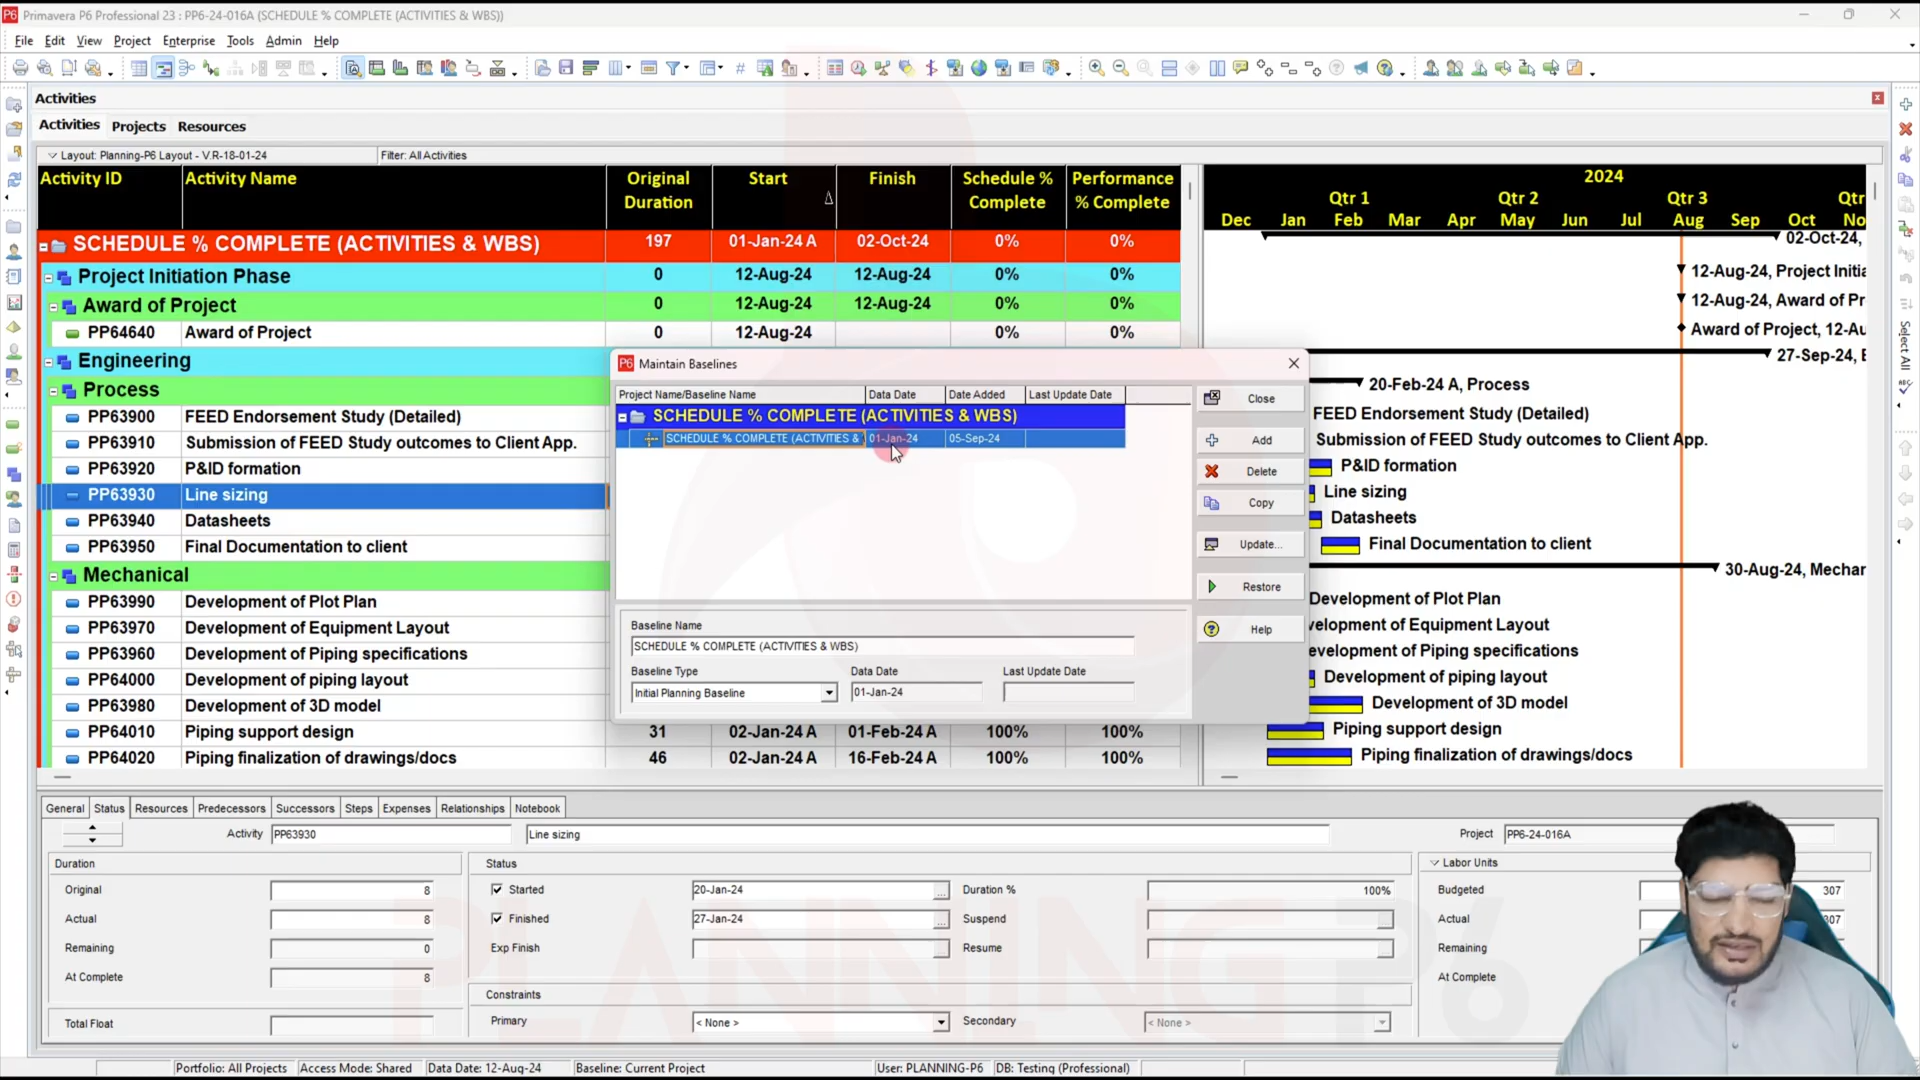 Primavera P6 Professional 23 : PP6-24-016A (SCHEDULE % COMPLETE (ACTIVITIES & WBS))
File Edit View Project Enterprise Tools Admin Help
Activities
Activities Projects Resources
Layout: Planning-P6 Layout - V.R-18-01-24 Filter: All Activities
Activity ID Activity Name Original Duration Start Finish Schedule % Complete Performance % Complete
2024
Qtr 1 Qtr 2 Qtr 3 Qtr
Dec Jan Feb Mar Apr May Jun Jul Aug Sep Oct No
SCHEDULE % COMPLETE (ACTIVITIES & WBS) 197 01-Jan-24 A 02-Oct-24 0% 0% 02-Oct-24,
Project Initiation Phase 0 12-Aug-24 12-Aug-24 0% 0% 12-Aug-24, Project Initia
Award of Project 0 12-Aug-24 12-Aug-24 0% 0% 12-Aug-24, Award of Pr
PP64640 Award of Project 0 12-Aug-24 0% 0% Award of Project, 12-Au
Engineering 27-Sep-24, E
Process 20-Feb-24 A, Process
PP63900 FEED Endorsement Study (Detailed) FEED Endorsement Study (Detailed)
PP63910 Submission of FEED Study outcomes to Client App. Submission of FEED Study outcomes to Client App.
PP63920 P&ID formation P&ID formation
PP63930 Line sizing Line sizing
PP63940 Datasheets Datasheets
PP63950 Final Documentation to client Final Documentation to client
Mechanical 30-Aug-24, Mechar
PP63990 Development of Plot Plan Development of Plot Plan
PP63970 Development of Equipment Layout velopment of Equipment Layout
PP63960 Development of Piping specifications evelopment of Piping specifications
PP64000 Development of piping layout Development of piping layout
PP63980 Development of 3D model Development of 3D model
PP64010 Piping support design 31 02-Jan-24 A 01-Feb-24 A 100% 100% Piping support design
PP64020 Piping finalization of drawings/docs 46 02-Jan-24 A 16-Feb-24 A 100% 100% Piping finalization of drawings/docs
Select All
P6 Maintain Baselines
Project Name/Baseline Name Data Date Date Added Last Update Date
SCHEDULE % COMPLETE (ACTIVITIES & WBS)
SCHEDULE % COMPLETE (ACTIVITIES & 01-Jan-24 05-Sep-24
Close
Add
Delete
Copy
Update...
Restore
Help
Baseline Name
SCHEDULE % COMPLETE (ACTIVITIES & WBS)
Baseline Type Data Date Last Update Date
Initial Planning Baseline 01-Jan-24
General Status Resources Predecessors Successors Steps Expenses Relationships Notebook
Activity PP63930 Line sizing Project PP6-24-016A
Duration Status Labor Units
Original 8 Started 20-Jan-24 ... Duration % 100% Budgeted 307
Actual 8 Finished 27-Jan-24 ... Suspend Actual 307
Remaining 0 Exp Finish Resume Remaining
At Complete 8 At Complete
Constraints
Total Float Primary < None > Secondary < None >
PLANNING P6
Portfolio: All Projects Access Mode: Shared Data Date: 12-Aug-24 Baseline: Current Project User: PLANNING-P6 DB: Testing (Professional)